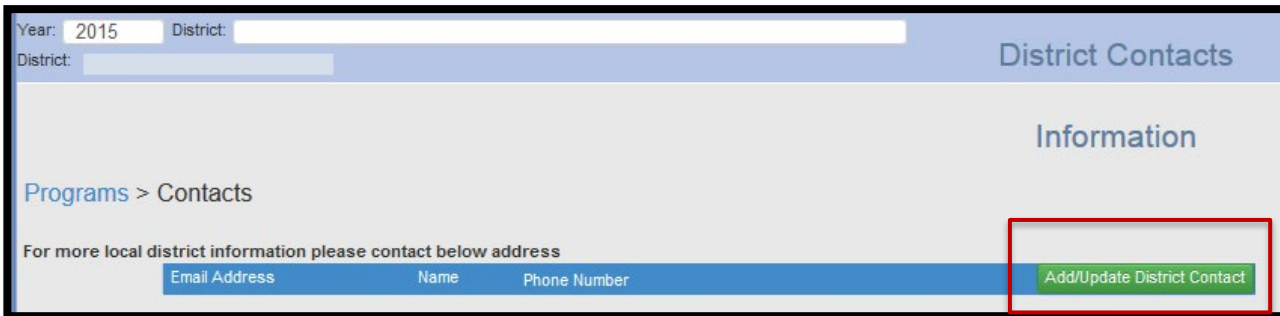 Year: 2015 District:
District:
District Contacts
Information
Programs > Contacts
For more local district information please contact below address
Email Address Name Phone Number Add/Update District Contact